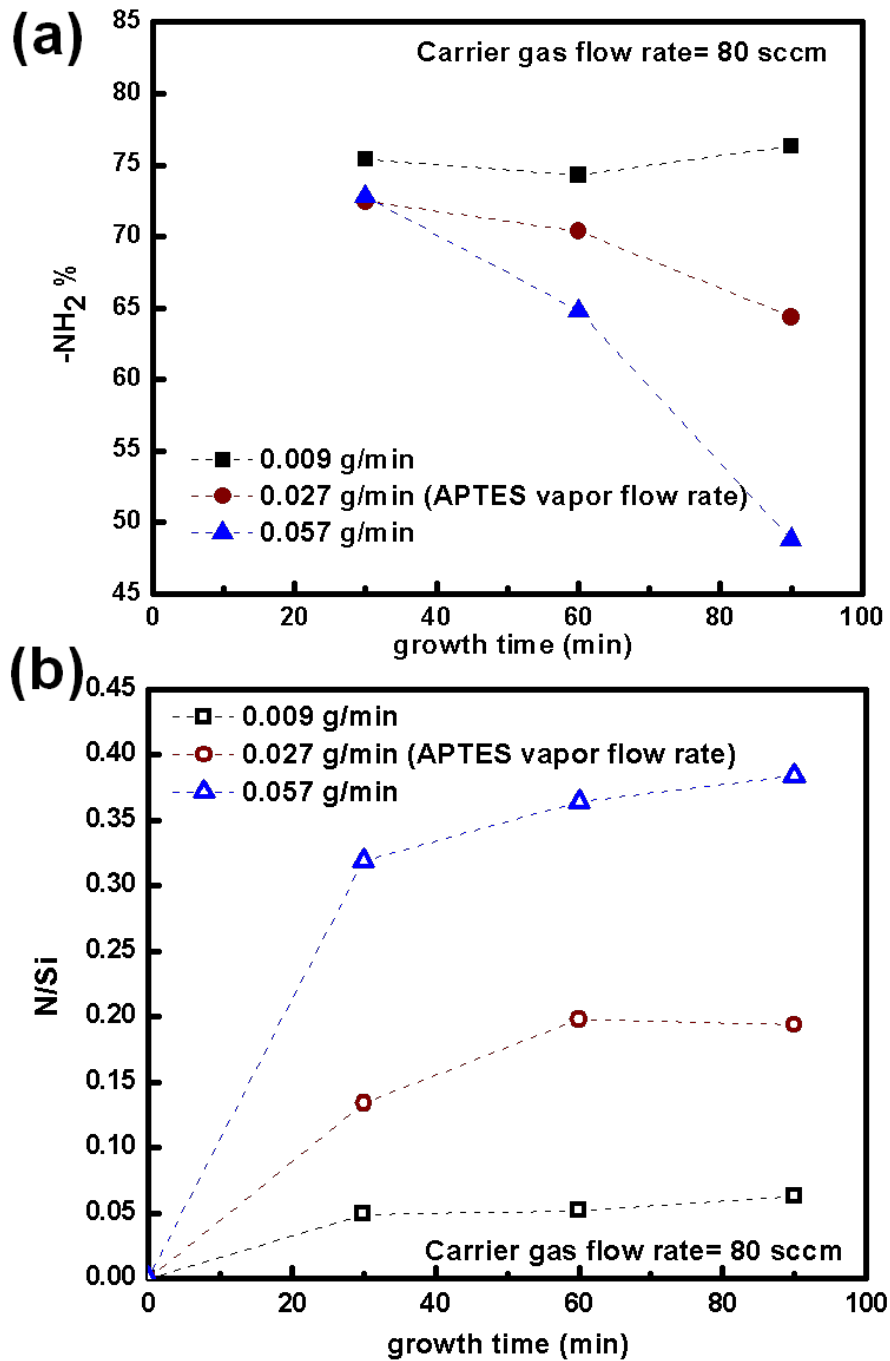 (a)
85
Carrier gas flow rate= 80 sccm
80
75
70
-NH2 %
65
60
0.009 g/min
55
0.027 g/min (APTES vapor flow rate)
50
0.057 g/min
45
0 20 40 60 80 100
growth time (min)
(b)
0.45
0.009 g/min
0.40
0.027 g/min (APTES vapor flow rate)
0.057 g/min
0.35
0.30
0.25
N/Si
0.20
0.15
0.10
0.05
Carrier gas flow rate= 80 sccm
0.00
0 20 40 60 80 100
growth time (min)